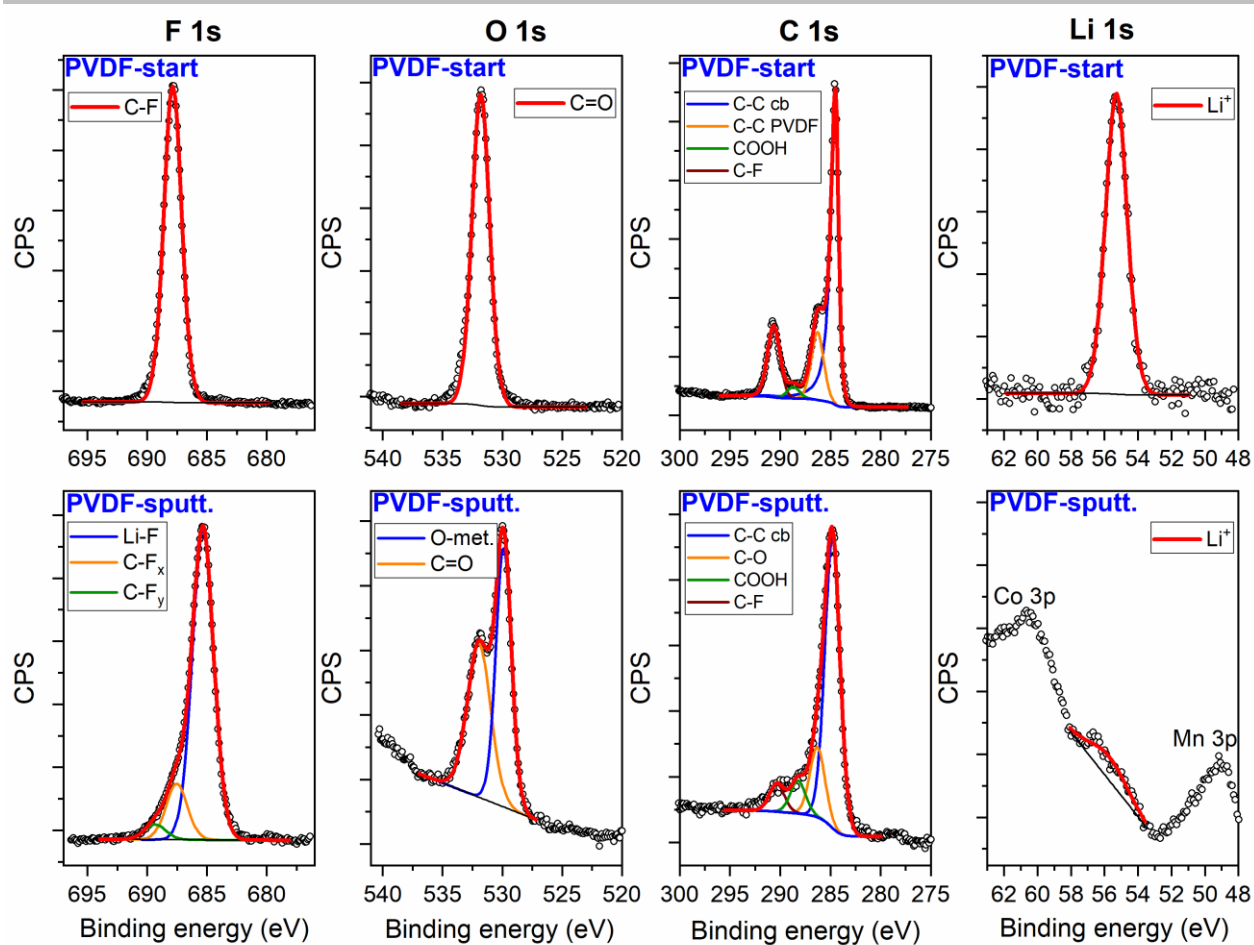 F 1s
O 1s
C 1s
Li 1s
PVDF-start
C-F
CPS
695 690 685 680
PVDF-start
C=O
CPS
540 535 530 525 520
PVDF-start
C-C cb
C-C PVDF
COOH
C-F
CPS
300 295 290 285 280 275
PVDF-start
Li⁺
CPS
62 60 58 56 54 52 50 48
PVDF-sputt.
Li-F
C-Fₓ
C-Fᵧ
CPS
695 690 685 680
Binding energy (eV)
PVDF-sputt.
O-met.
C=O
CPS
540 535 530 525 520
Binding energy (eV)
PVDF-sputt.
C-C cb
C-O
COOH
C-F
CPS
300 295 290 285 280 275
Binding energy (eV)
PVDF-sputt.
Li⁺
Co 3p
Mn 3p
CPS
62 60 58 56 54 52 50 48
Binding energy (eV)